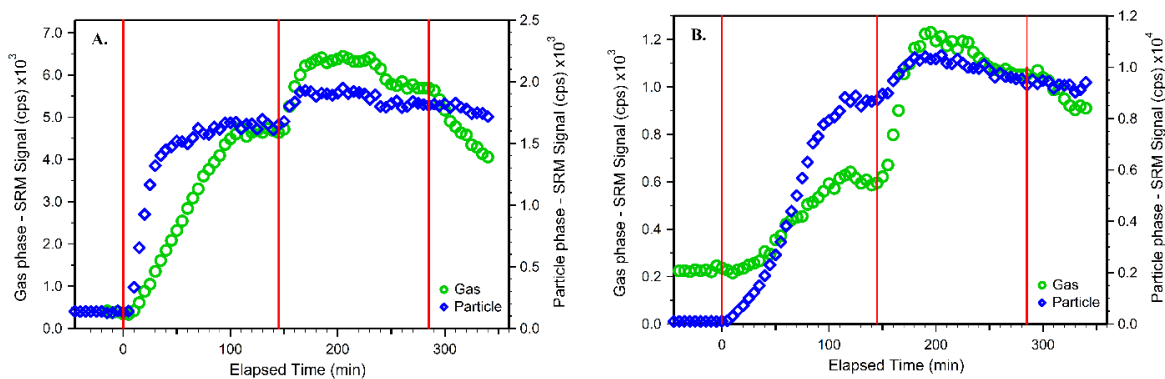 A.
Gas phase - SRM Signal (cps) x10³
7.0
6.0
5.0
4.0
3.0
2.0
1.0
0.0
2.5
2.0
1.5
1.0
0.5
0.0
Particle phase - SRM Signal (cps) x10³
Gas
Particle
0 100 200 300
Elapsed Time (min)
B.
Gas phase - SRM Signal (cps) x10³
1.2
1.0
0.8
0.6
0.4
0.2
0.0
1.2
1.0
0.8
0.6
0.4
0.2
0.0
Particle phase - SRM Signal (cps) x10⁴
Gas
Particle
0 100 200 300
Elapsed Time (min)